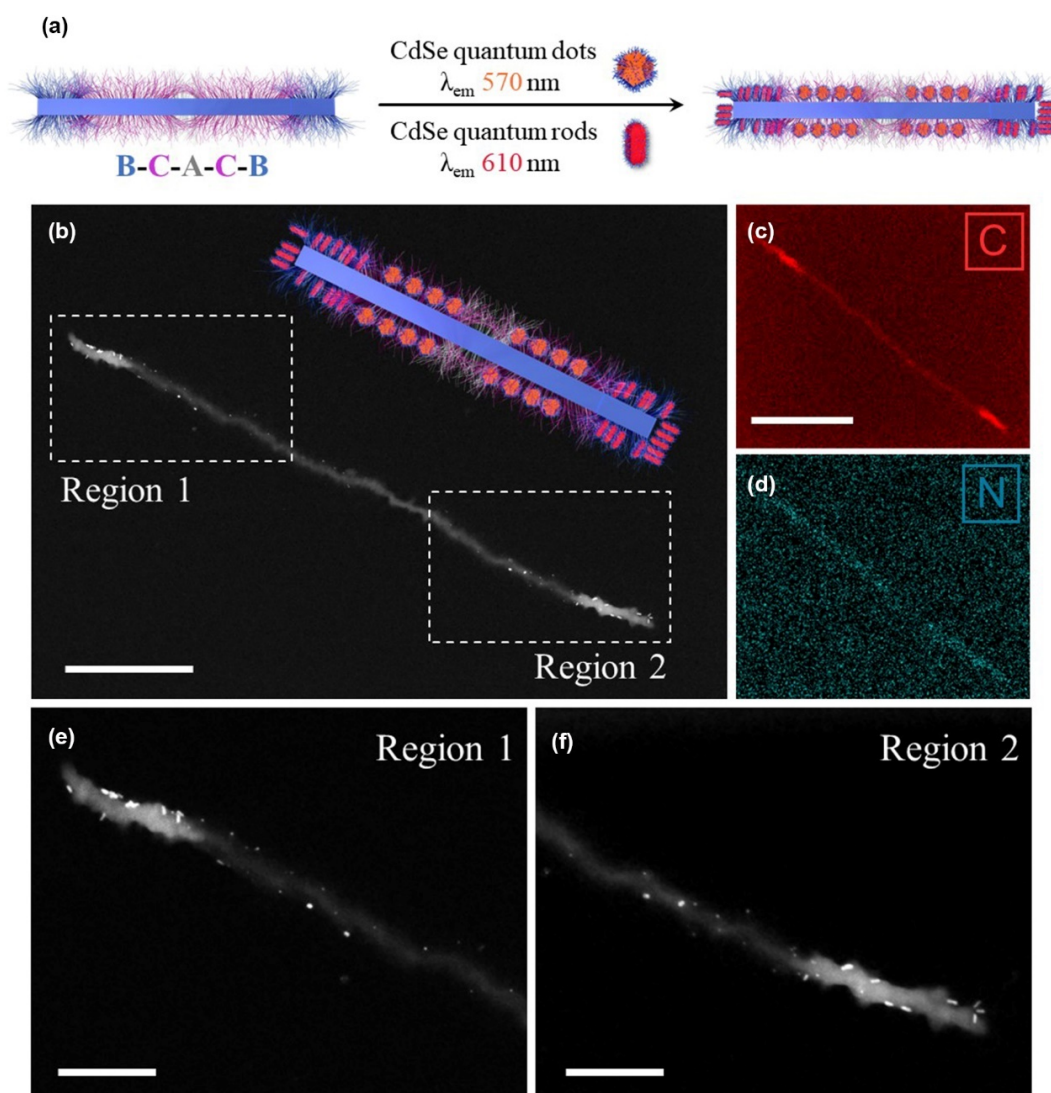 (a)
CdSe quantum dots
λem 570 nm
CdSe quantum rods
λem 610 nm
B-C-A-C-B
(b)
Region 1
Region 2
(c)
C
(d)
N
(e)
Region 1
(f)
Region 2